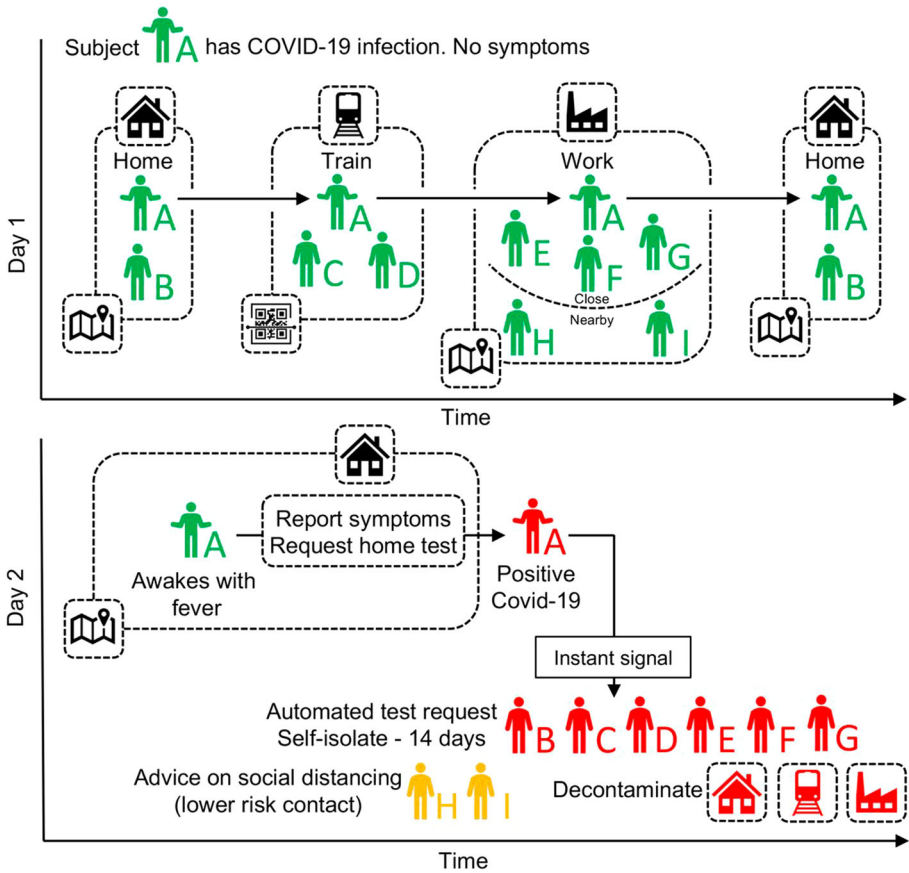 Subject A has COVID-19 infection. No symptoms
Day 1
Home
Train
Work
Home
A
A
A
A
B
C
D
E
F
G
B
Close
Nearby
H
I
Time
Day 2
A
Report symptoms
Request home test
A
Awakes with
fever
Positive
Covid-19
Instant signal
Automated test request
Self-isolate - 14 days
B C D E F G
Advice on social distancing
(lower risk contact)
H I
Decontaminate
Time